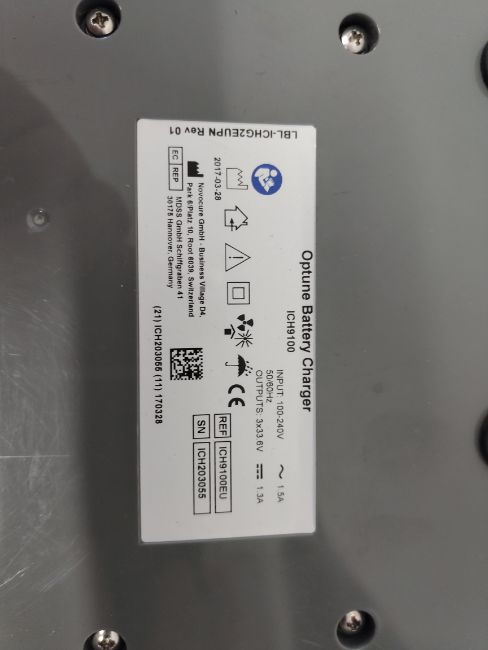 Optune Battery Charger
ICH9100
INPUT: 100-240V ~ 1.5A
50/60Hz
OUTPUTS: 3x33.6V ⎓ 1.3A
CE
REF ICH9100EU
SN ICH203055
2017-03-28
Novocure GmbH - Business Village D4,
Park 6/Platz 10, Root 6039, Switzerland
EC REP
MDSS GmbH Schiffgraben 41
30175 Hannover, Germany
(21) ICH203055 (11) 170328
LBL-ICHG2EUPN Rev 01